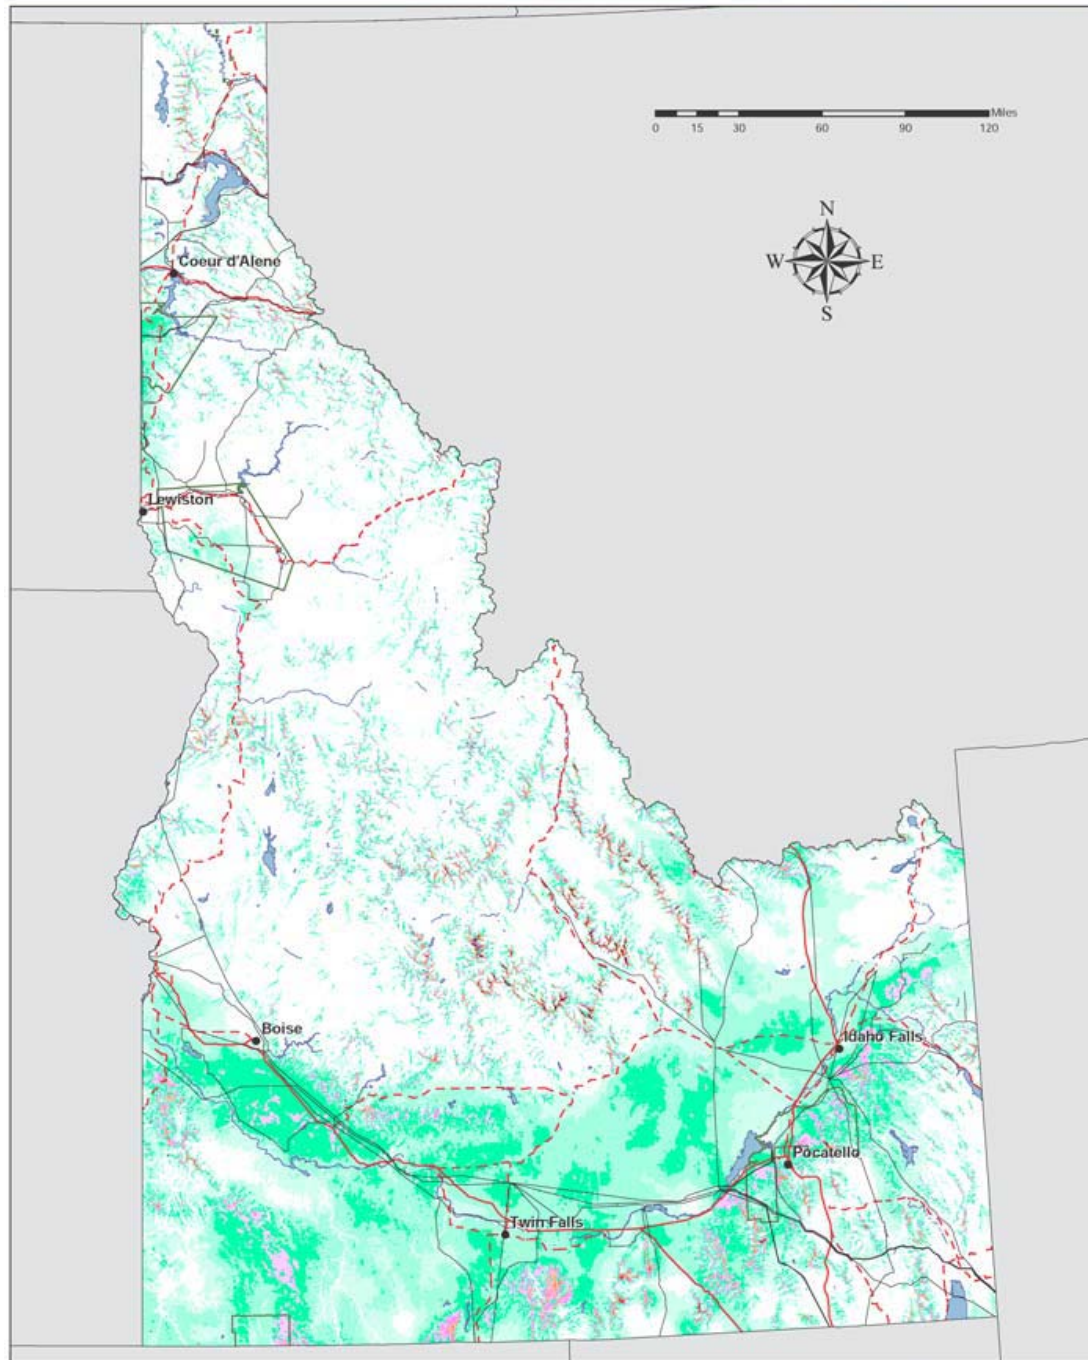 Miles
0 15 30 60 90 120
N
W E
S
Coeur d'Alene
Lewiston
Boise
Idaho Falls
Pocatello
Twin Falls